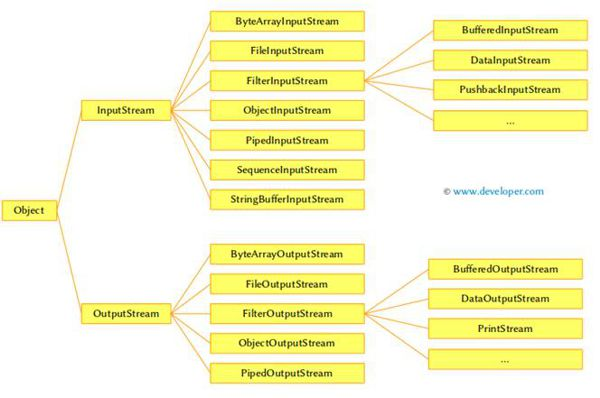 Object
InputStream
ByteArrayInputStream
FileInputStream
FilterInputStream
ObjectInputStream
PipedInputStream
SequenceInputStream
StringBufferInputStream
BufferedInputStream
DataInputStream
PushbackInputStream
...
© www.developer.com
OutputStream
ByteArrayOutputStream
FileOutputStream
FilterOutputStream
ObjectOutputStream
PipedOutputStream
BufferedOutputStream
DataOutputStream
PrintStream
...